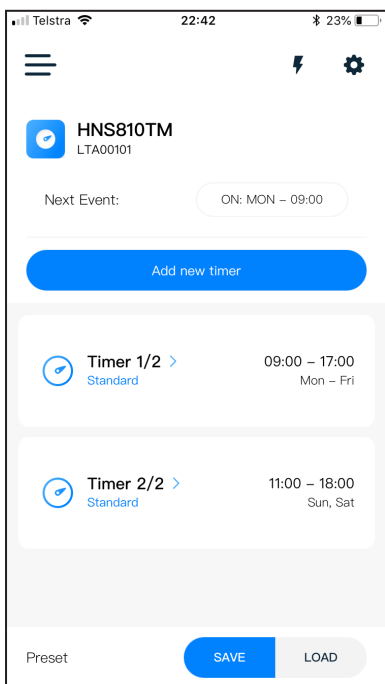 Telstra 22:42 23%
HNS810TM
LTA00101
Next Event: ON: MON – 09:00
Add new timer
Timer 1/2 09:00 – 17:00
Standard Mon – Fri
Timer 2/2 11:00 – 18:00
Standard Sun, Sat
Preset SAVE LOAD